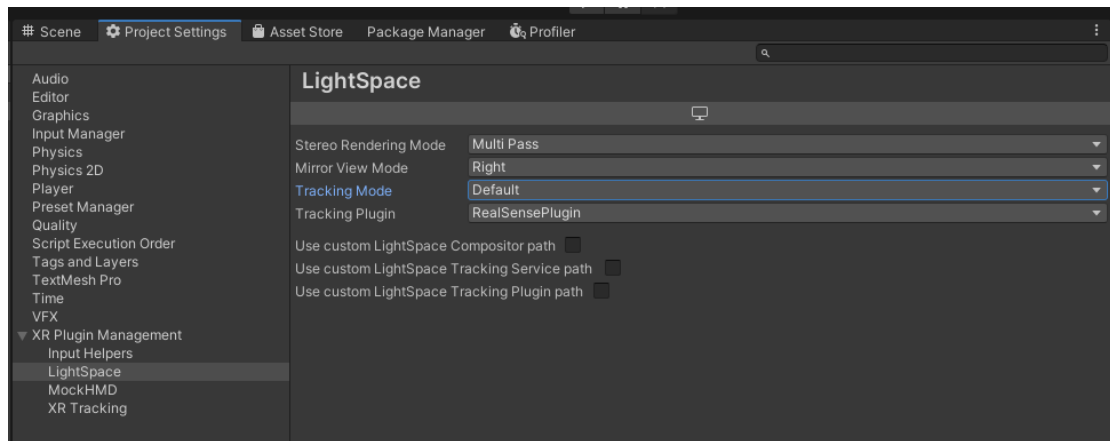 Scene Project Settings Asset Store Package Manager Profiler
Audio
Editor
Graphics
Input Manager
Physics
Physics 2D
Player
Preset Manager
Quality
Script Execution Order
Tags and Layers
TextMesh Pro
Time
VFX
XR Plugin Management
Input Helpers
LightSpace
MockHMD
XR Tracking
LightSpace
Stereo Rendering Mode Multi Pass
Mirror View Mode Right
Tracking Mode Default
Tracking Plugin RealSensePlugin
Use custom LightSpace Compositor path
Use custom LightSpace Tracking Service path
Use custom LightSpace Tracking Plugin path